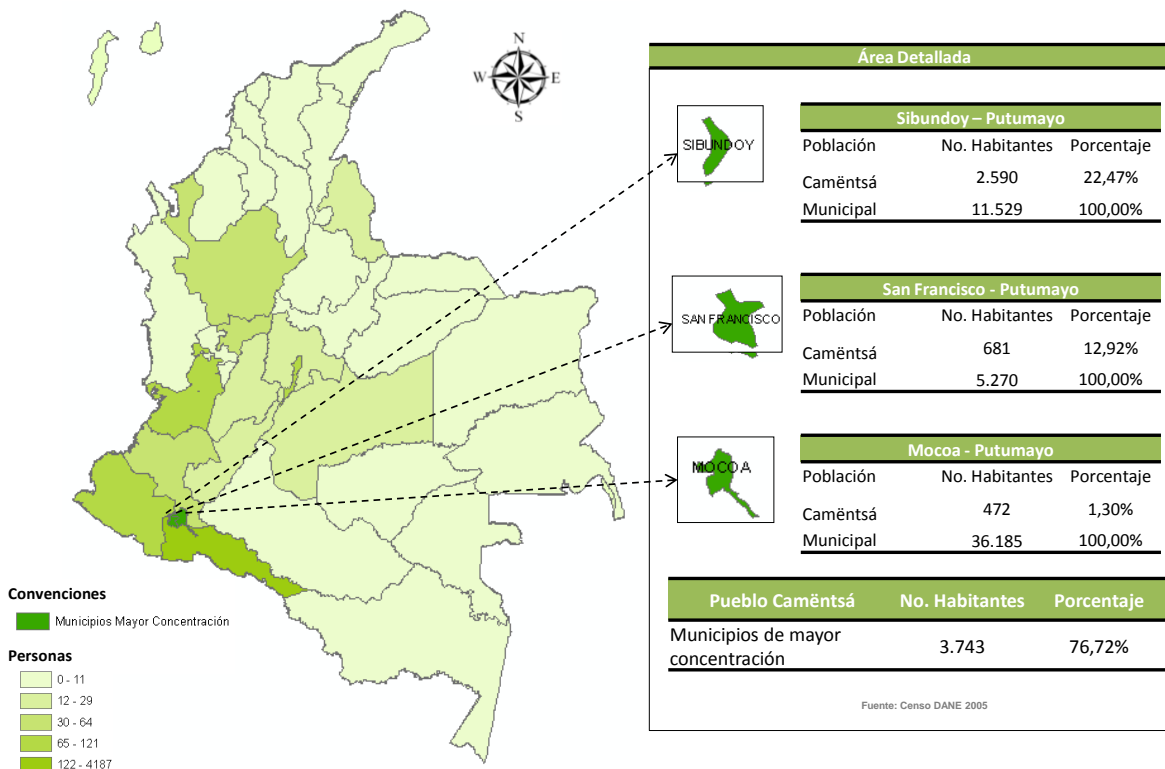 N
W E
S
Área Detallada
SIBUNDOY
Sibundoy – Putumayo
Población No. Habitantes Porcentaje
Camëntsá 2.590 22,47%
Municipal 11.529 100,00%
SAN FRANCISCO
San Francisco - Putumayo
Población No. Habitantes Porcentaje
Camëntsá 681 12,92%
Municipal 5.270 100,00%
MOCOA
Mocoa - Putumayo
Población No. Habitantes Porcentaje
Camëntsá 472 1,30%
Municipal 36.185 100,00%
Pueblo Camëntsá No. Habitantes Porcentaje
Municipios de mayor
concentración 3.743 76,72%
Fuente: Censo DANE 2005
Convenciones
Municipios Mayor Concentración
Personas
0 - 11
12 - 29
30 - 64
65 - 121
122 - 4187